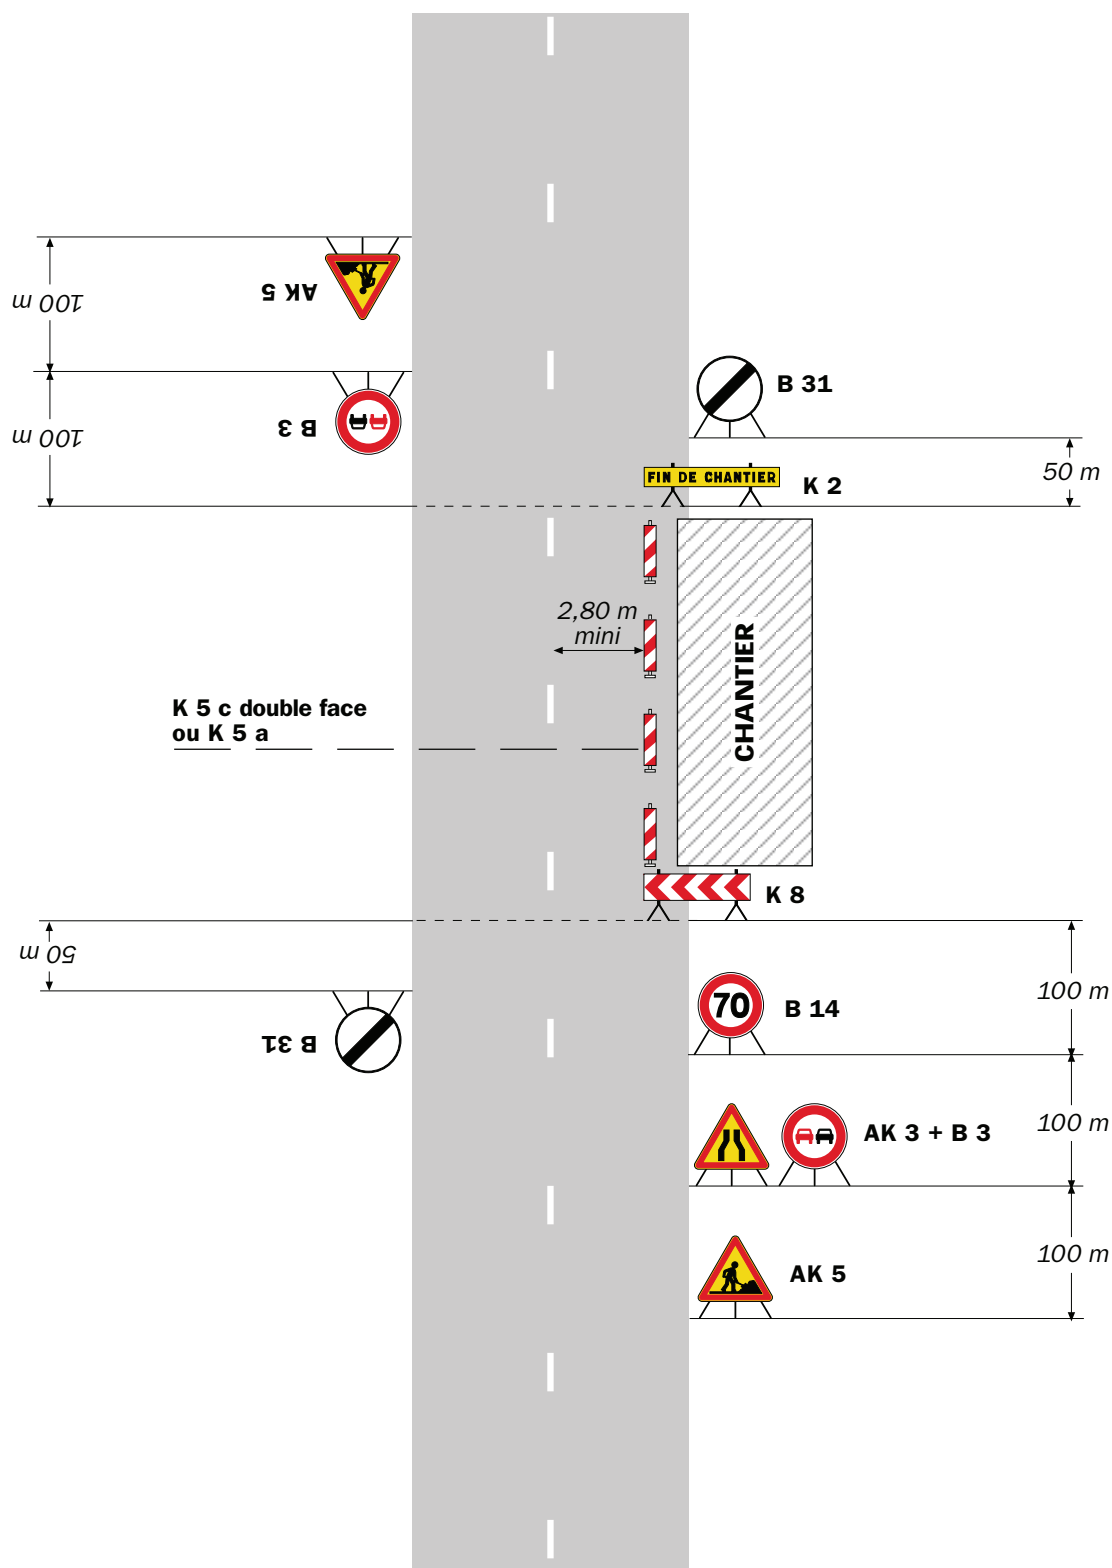 AK 5
100 m
B 3
100 m
B 31
50 m
FIN DE CHANTIER
K 2
2,80 m
mini
CHANTIER
K 5 c double face
ou K 5 a
K 8
50 m
B 31
70
B 14
100 m
AK 3 + B 3
100 m
AK 5
100 m